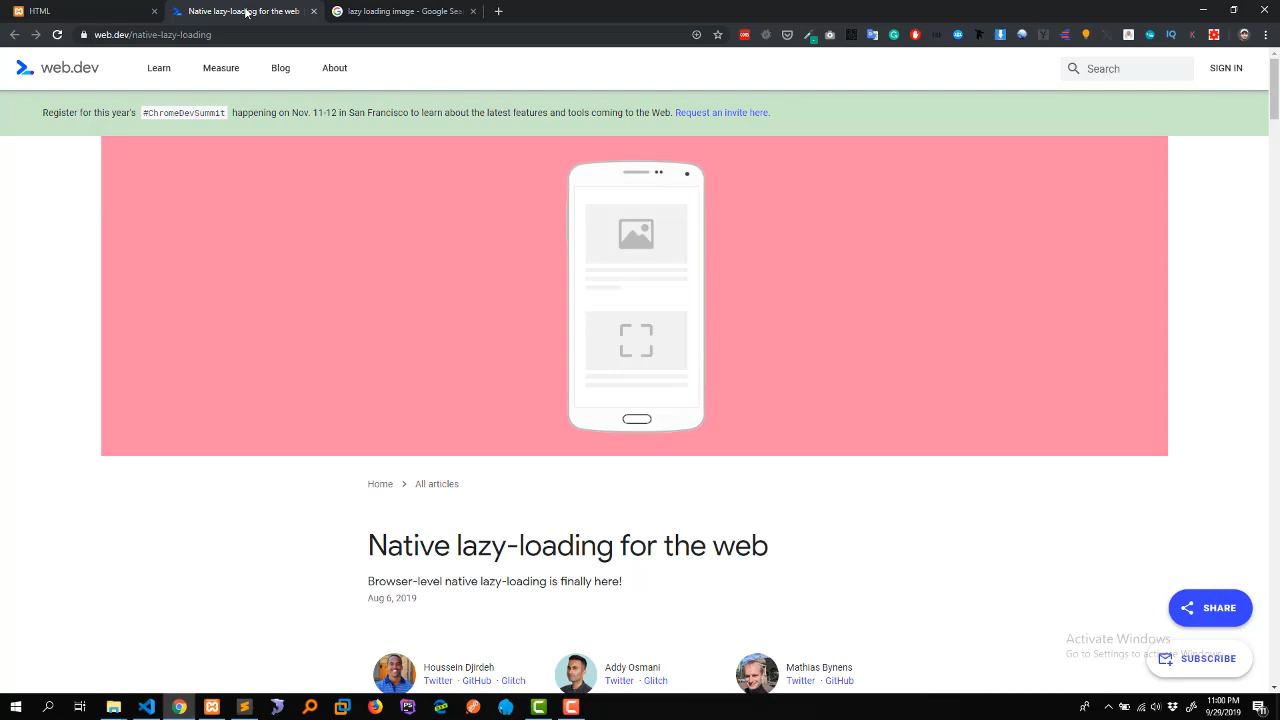 HTML
Native lazy-loading for the web
lazy loading image - Google Sea
web.dev/native-lazy-loading
web.dev
Learn
Measure
Blog
About
Search
SIGN IN
Register for this year's #ChromeDevSummit happening on Nov. 11-12 in San Francisco to learn about the latest features and tools coming to the Web. Request an invite here.
Home > All articles
Native lazy-loading for the web
Browser-level native lazy-loading is finally here!
Aug 6, 2019
SHARE
Activate Windows
Go to Settings to activate Windows.
SUBSCRIBE
Houssein Djirdeh
Twitter · GitHub · Glitch
Addy Osmani
Twitter · Glitch
Mathias Bynens
Twitter · GitHub
11:00 PM
9/29/2019